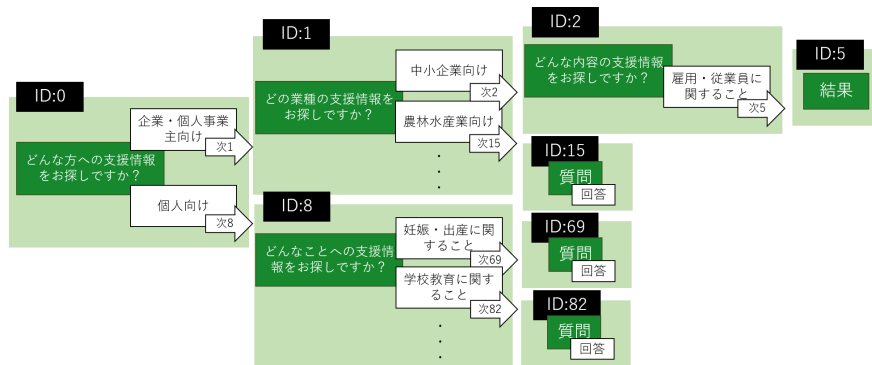 ID:0
どんな方への支援情報
をお探しですか？
企業・個人事業
主向け
次1
個人向け
次8
ID:1
どの業種の支援情報を
お探しですか？
中小企業向け
次2
農林水産業向け
次15
・
・
・
ID:8
どんなことへの支援情
報をお探しですか？
妊娠・出産に関
すること
次69
学校教育に関す
ること
次82
・
・
・
ID:2
どんな内容の支援情報
をお探しですか？
雇用・従業員に
関すること
次5
ID:5
結果
ID:15
質問
回答
ID:69
質問
回答
ID:82
質問
回答